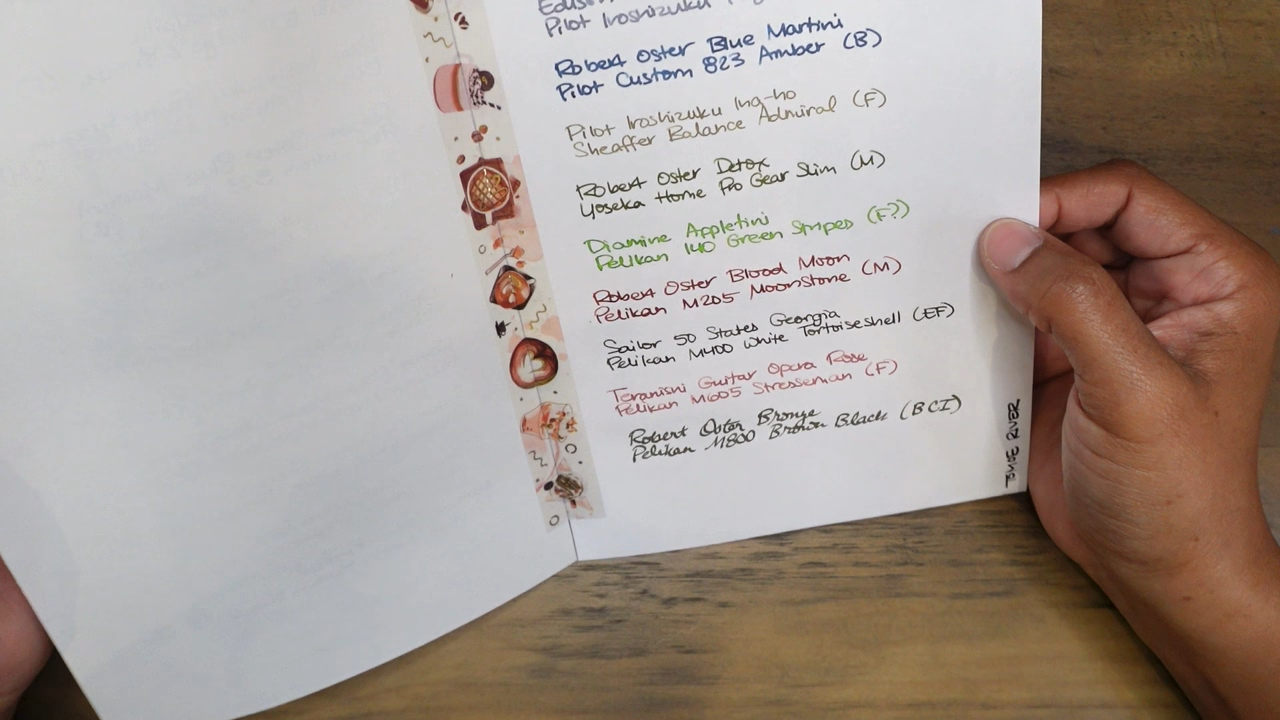 Pilot Iroshizuku
Robert Oster Blue Martini
Pilot Custom 823 Amber (B)
Pilot Iroshizuku Ina-ho
Sheaffer Balance Admiral (F)
Robert Oster Detox
Yoseka Home Pro Gear Slim (M)
Diamine Appletini
Pelikan 140 Green Stripes (F?)
Robert Oster Blood Moon
Pelikan M205 Moonstone (M)
Sailor 50 States Georgia
Pelikan M400 White Tortoiseshell (EF)
Teranishi Guitar Opera Rose
Pelikan M605 Stresseman (F)
Robert Oster Bronze
Pelikan M800 Brown Black (BCI)
TOMOE RIVER